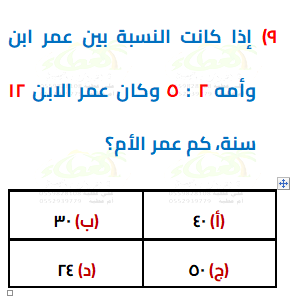 ٩) إذا كانت النسبة بين عمر ابن
وأمه ٢ : ٥ وكان عمر الابن ١٢
سنة، كم عمر الأم؟
(أ) ٤٠ (ب) ٣٠
(ج) ٥٠ (د) ٢٤